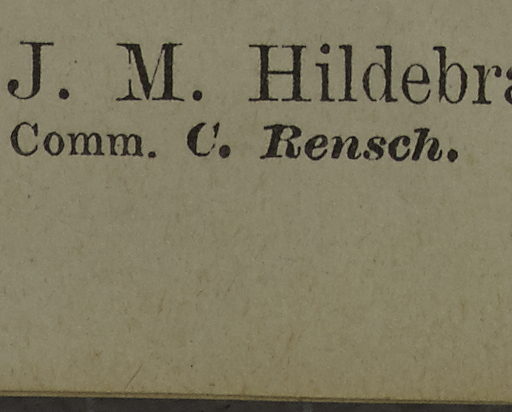 J. M. Hildebra
Comm. C. Rensch.